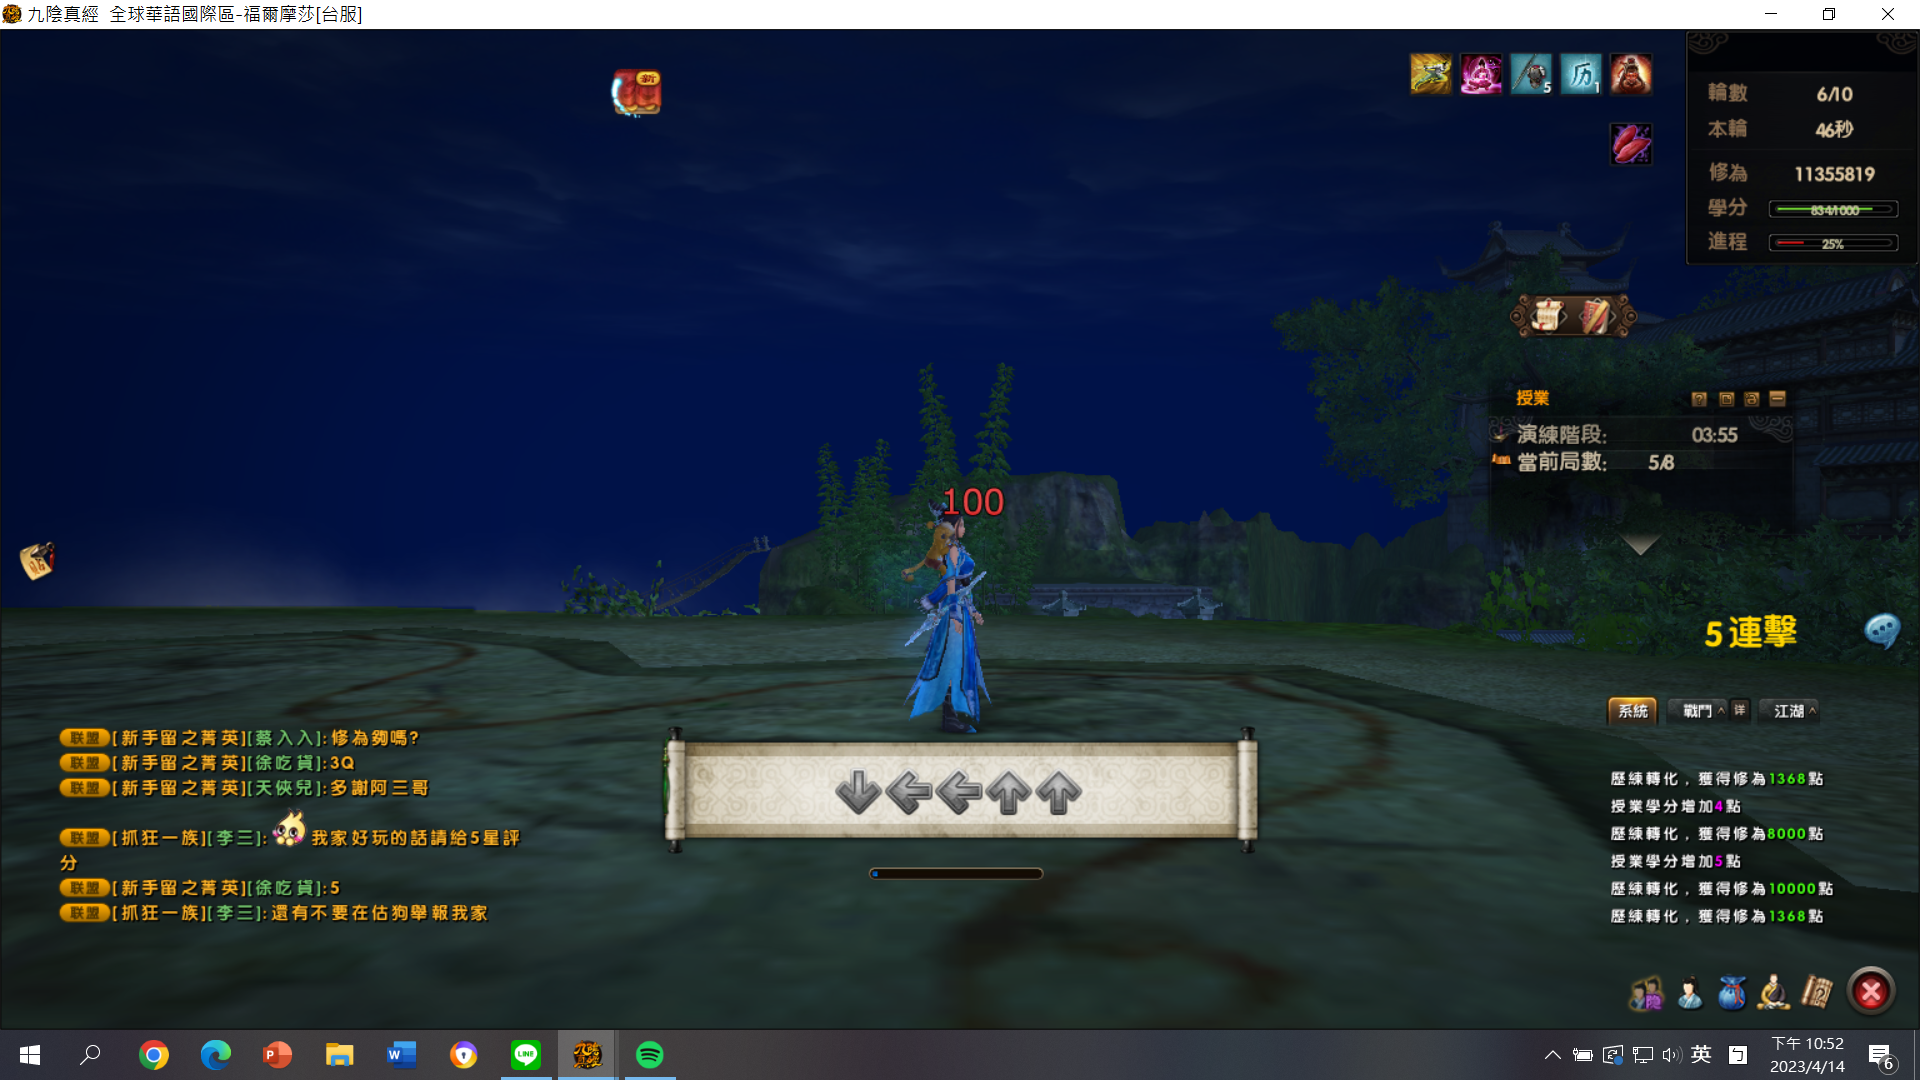 九陰真經 全球華語國際區-福爾摩莎[台服]
新
5
历1
輪數 6/10
本輪 46秒
修為 11355819
學分 834/1000
進程 25%
授業
演練階段: 03:55
當前局數: 5/8
100
5連擊
系統 戰鬥 详 江湖
联盟 [新手留之菁英][蔡入入]:修為夠嗎?
联盟 [新手留之菁英][徐吃貨]:3Q
联盟 [新手留之菁英][天俠兒]:多謝阿三哥
联盟 [抓狂一族][李三]: 我家好玩的話請給5星評
分
联盟 [新手留之菁英][徐吃貨]:5
联盟 [抓狂一族][李三]:還有不要在估狗舉報我家
歷練轉化，獲得修為1368點
授業學分增加4點
歷練轉化，獲得修為8000點
授業學分增加5點
歷練轉化，獲得修為10000點
歷練轉化，獲得修為1368點
LINE
九陰真經
英
下午 10:52
2023/4/14
6